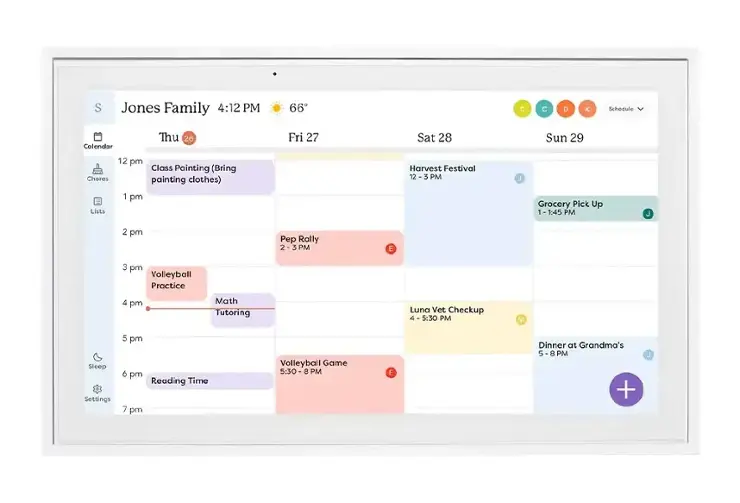 S
Jones Family 4:12 PM 66°
Schedule
Thu 26 Fri 27 Sat 28 Sun 29
Calendar
Chores
Lists
Sleep
Settings
12 pm
1 pm
2 pm
3 pm
4 pm
5 pm
6 pm
7 pm
Class Painting (Bring
painting clothes)
Volleyball
Practice
Math
Tutoring
Reading Time
Pep Rally
2 - 3 PM
E
Volleyball Game
5:30 - 8 PM
Harvest Festival
12 - 3 PM
J
Luna Vet Checkup
4 - 5:30 PM
Grocery Pick Up
1 - 1:45 PM
J
Dinner at Grandma's
5 - 8 PM
J
+